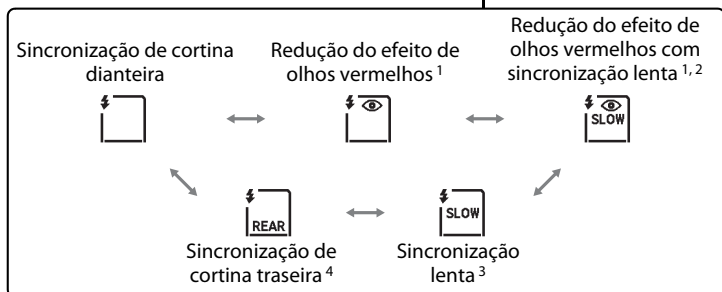 Sincronização de cortina
dianteira
Redução do efeito de
olhos vermelhos 1
Redução do efeito de
olhos vermelhos com
sincronização lenta 1, 2
SLOW
REAR
Sincronização de
cortina traseira 4
SLOW
Sincronização
lenta 3